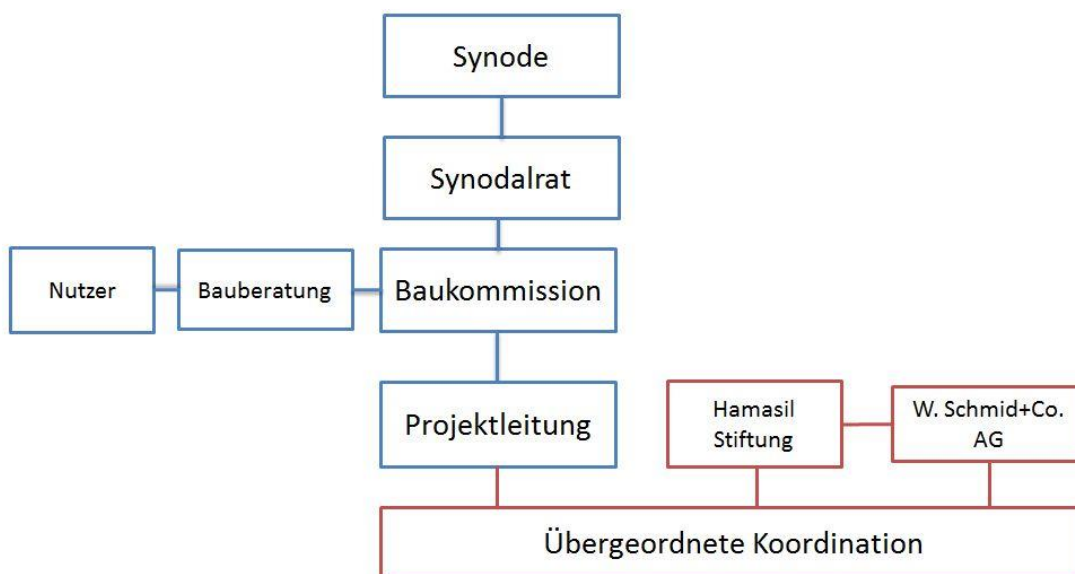 Synode
Synodalrat
Nutzer
Bauberatung
Baukommission
Projektleitung
Hamasil
Stiftung
W. Schmid+Co.
AG
Übergeordnete Koordination